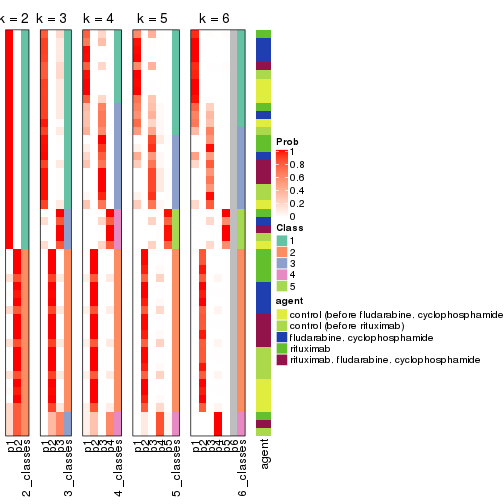 k = 2
k = 3
k = 4
k = 5
k = 6
Prob
1
0.8
0.6
0.4
0.2
0
Class
1
2
3
4
5
agent
control (before fludarabine. cyclophosphamide
control (before rituximab)
fludarabine. cyclophosphamide
rituximab
rituximab. fludarabine. cyclophosphamide
p1
p2
2_classes
p1
p2
p3
3_classes
p1
p2
p3
p4
4_classes
p1
p2
p3
p4
p5
5_classes
p1
p2
p3
p4
p5
p6
6_classes
agent